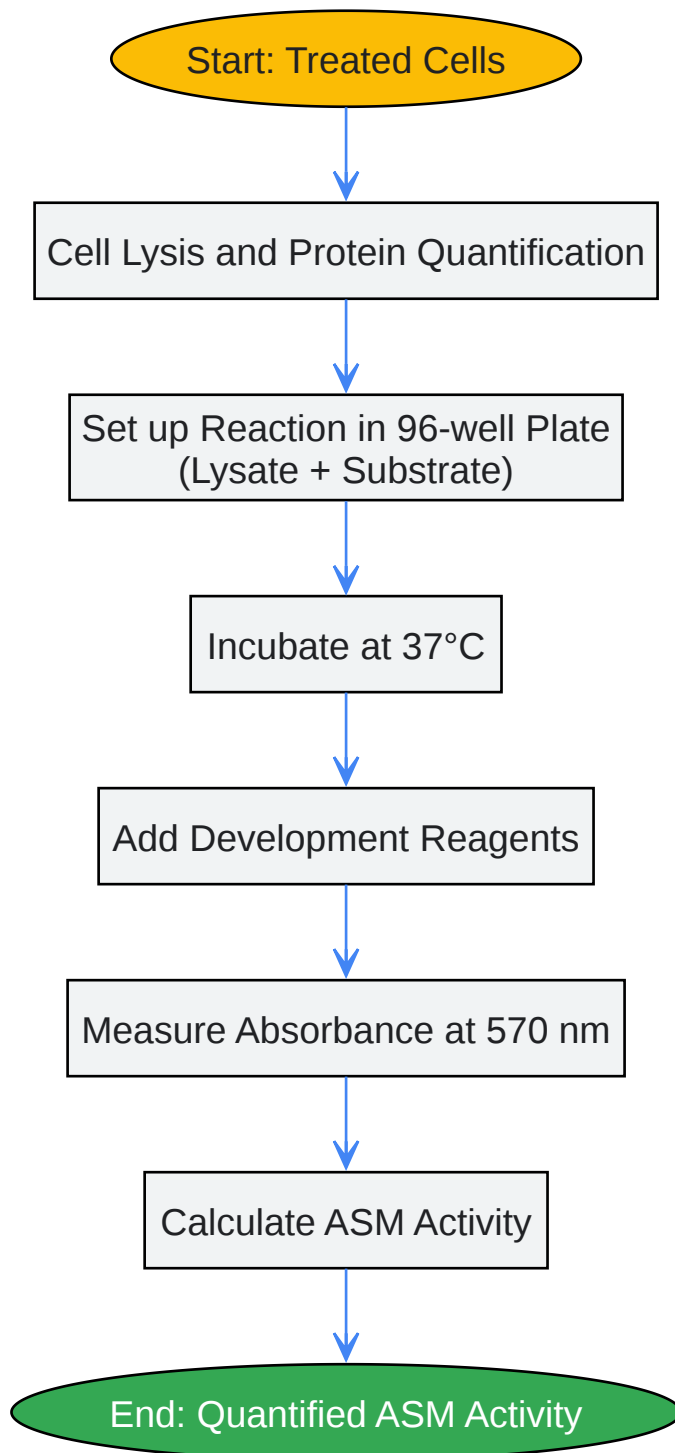 Start: Treated Cells
Cell Lysis and Protein Quantification
Set up Reaction in 96-well Plate
(Lysate + Substrate)
Incubate at 37°C
Add Development Reagents
Measure Absorbance at 570 nm
Calculate ASM Activity
End: Quantified ASM Activity